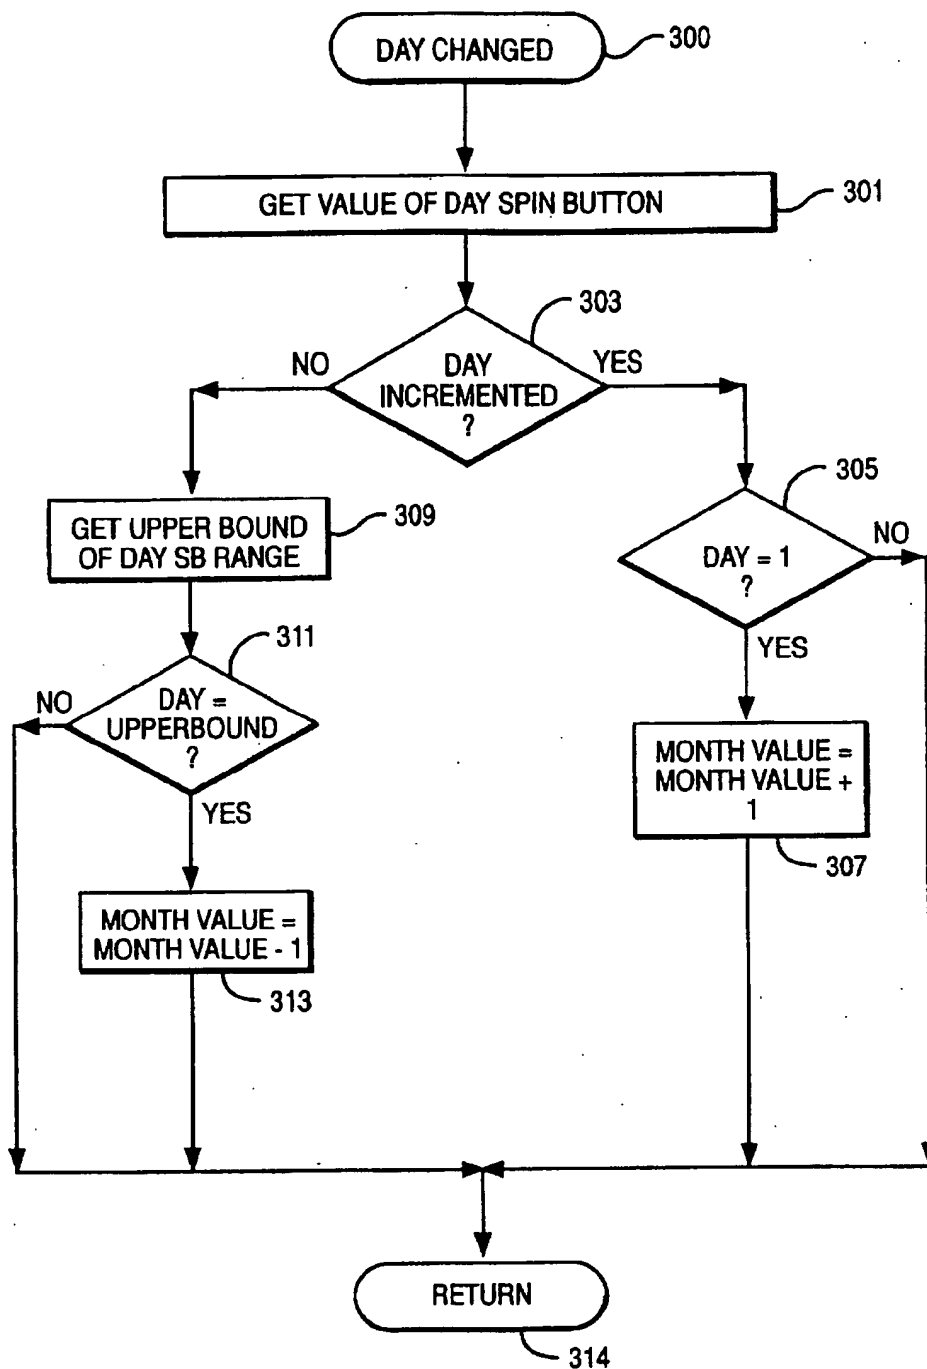 DAY CHANGED
300
GET VALUE OF DAY SPIN BUTTON
301
303
NO
DAY
INCREMENTED
?
YES
305
GET UPPER BOUND
OF DAY SB RANGE
309
DAY = 1
?
NO
YES
311
NO
DAY =
UPPERBOUND
?
YES
MONTH VALUE =
MONTH VALUE +
1
307
MONTH VALUE =
MONTH VALUE - 1
313
RETURN
314